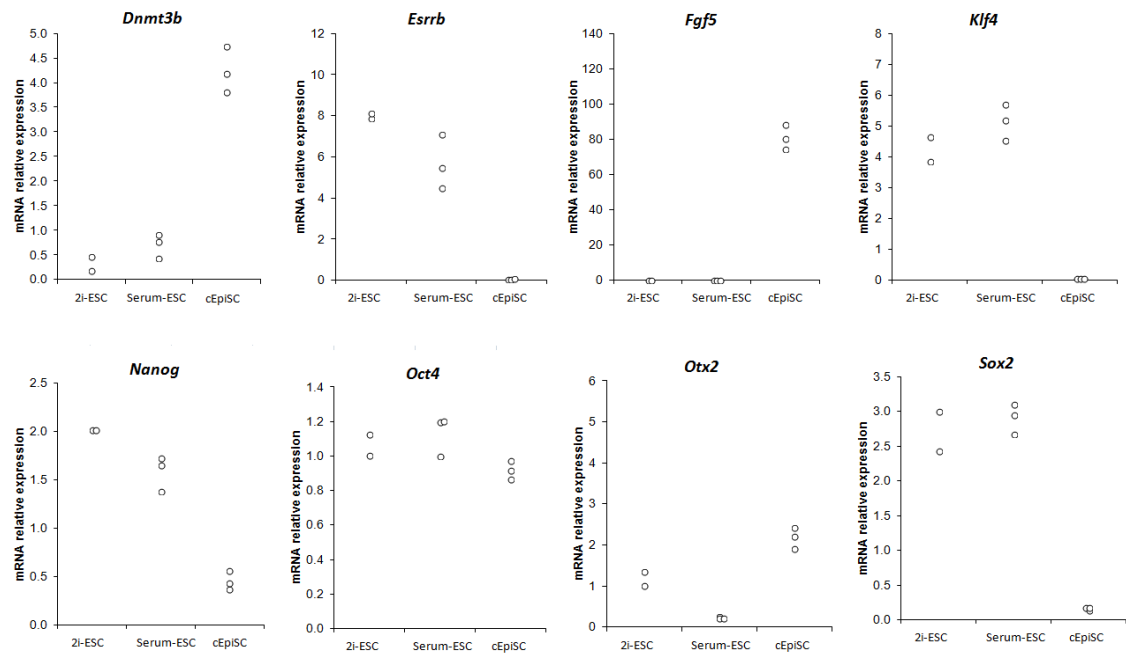 Dnmt3b
mRNA relative expression
5.0
4.5
4.0
3.5
3.0
2.5
2.0
1.5
1.0
0.5
0.0
2i-ESC Serum-ESC cEpiSC
Esrrb
mRNA relative expression
12
10
8
6
4
2
0
2i-ESC Serum-ESC cEpiSC
Fgf5
mRNA relative expression
140
120
100
80
60
40
20
0
2i-ESC Serum-ESC cEpiSC
Klf4
mRNA relative expression
8
7
6
5
4
3
2
1
0
2i-ESC Serum-ESC cEpiSC
Nanog
mRNA relative expression
2.5
2.0
1.5
1.0
0.5
0.0
2i-ESC Serum-ESC cEpiSC
Oct4
mRNA relative expression
1.4
1.2
1.0
0.8
0.6
0.4
0.2
0.0
2i-ESC Serum-ESC cEpiSC
Otx2
mRNA relative expression
6
5
4
3
2
1
0
2i-ESC Serum-ESC cEpiSC
Sox2
mRNA relative expression
3.5
3.0
2.5
2.0
1.5
1.0
0.5
0.0
2i-ESC Serum-ESC cEpiSC